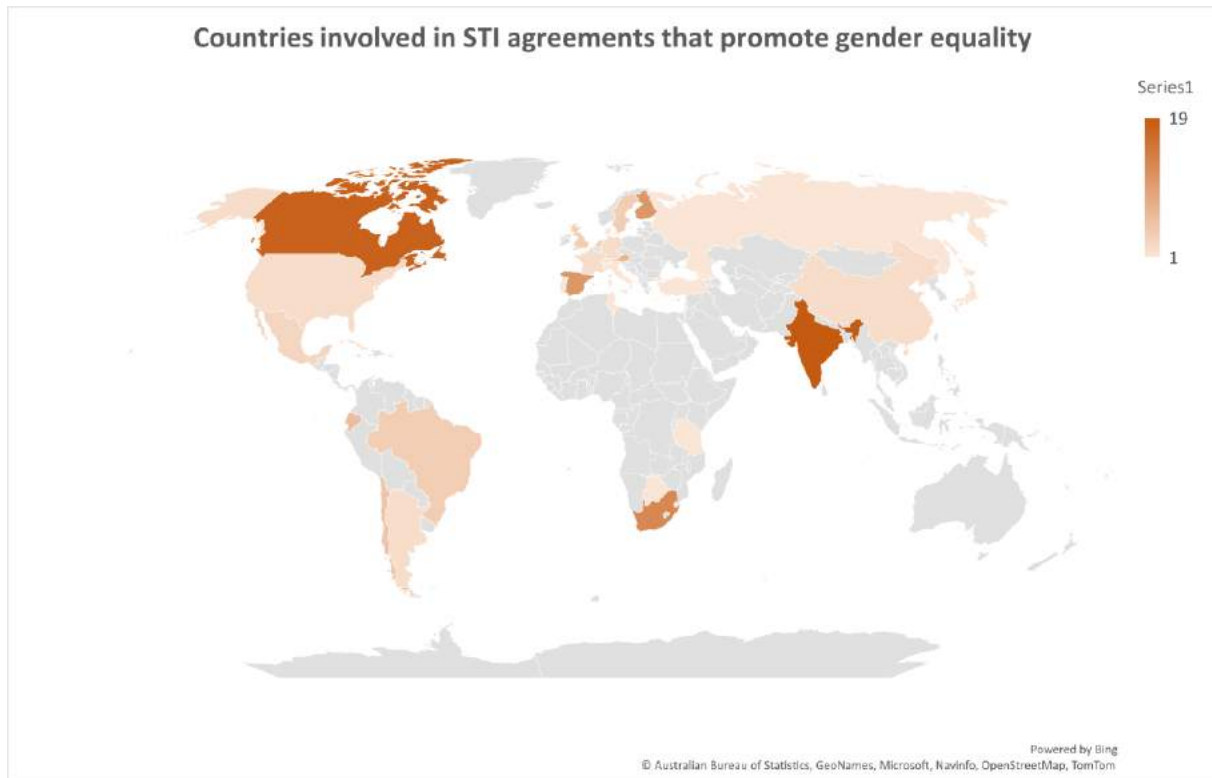 Countries involved in STI agreements that promote gender equality
Series1
19
1
Powered by Bing
© Australian Bureau of Statistics, GeoNames, Microsoft, Navinfo, OpenStreetMap, TomTom